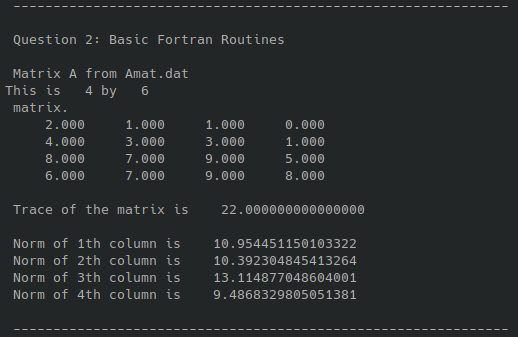 ----------------------------------------------------------------
Question 2: Basic Fortran Routines
Matrix A from Amat.dat
This is   4 by   6
matrix.
2.000     1.000     1.000     0.000
4.000     3.000     3.000     1.000
8.000     7.000     9.000     5.000
6.000     7.000     9.000     8.000
Trace of the matrix is    22.000000000000000
Norm of 1th column is    10.954451150103322
Norm of 2th column is    10.392304845413264
Norm of 3th column is    13.114877048604001
Norm of 4th column is    9.4868329805051381
----------------------------------------------------------------